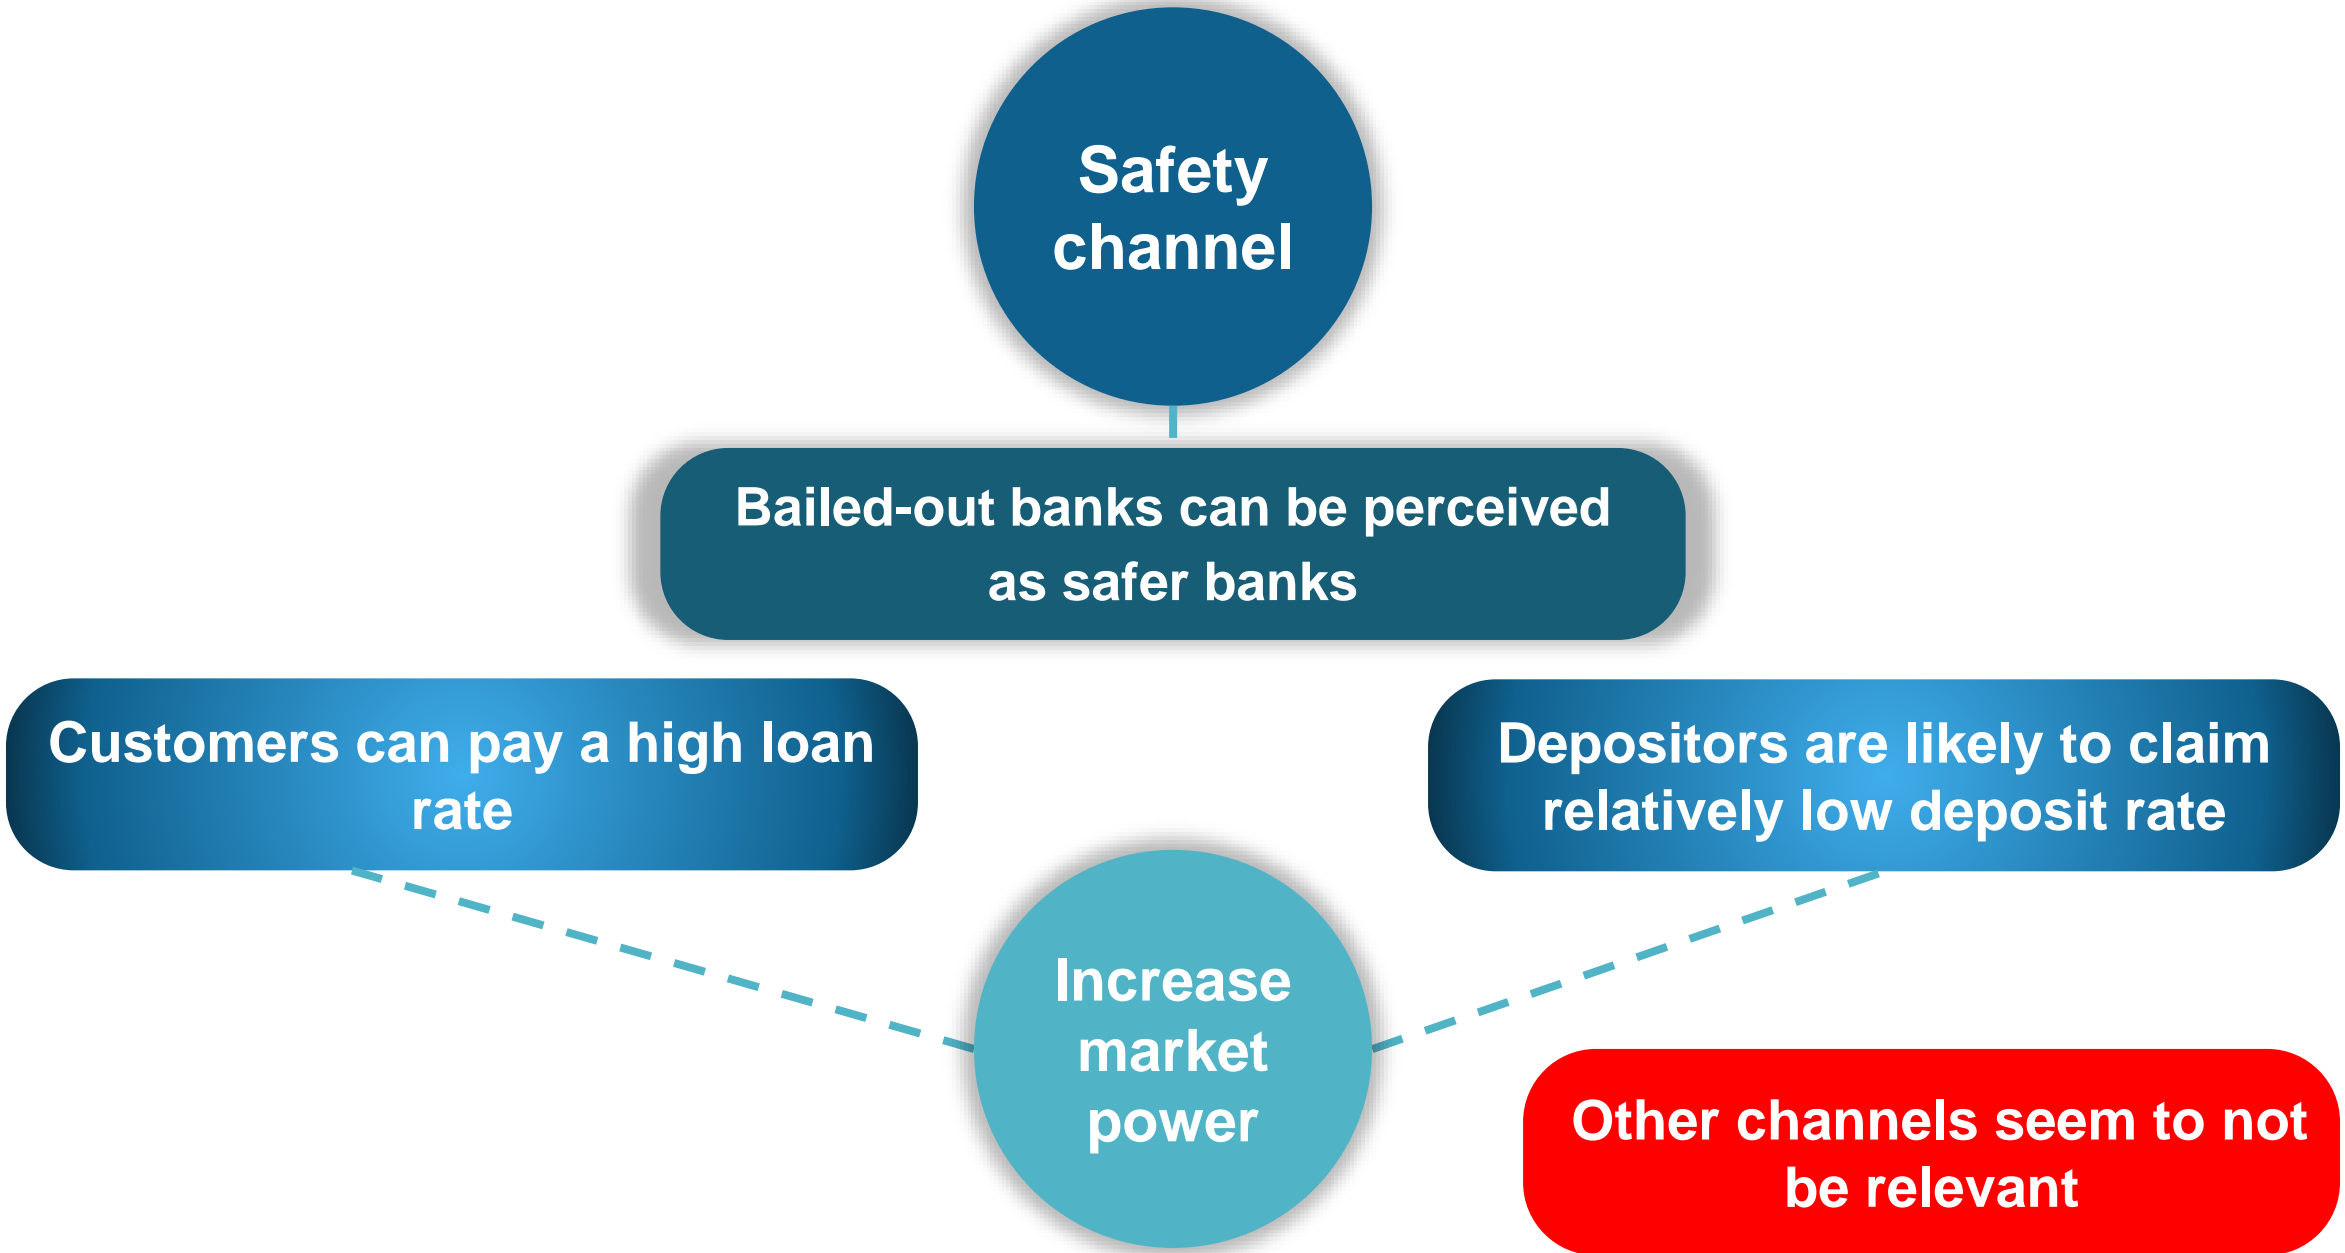 Safety
channel
Bailed-out banks can be perceived
as safer banks
Customers can pay a high loan
rate
Depositors are likely to claim
relatively low deposit rate
Increase
market
power
Other channels seem to not
be relevant